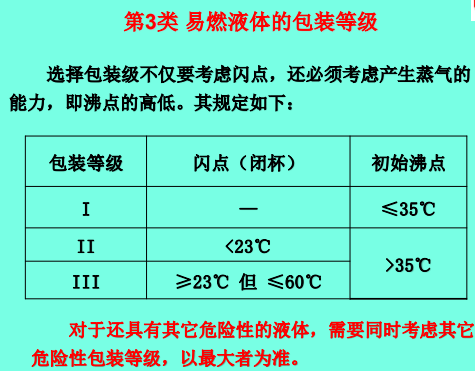 第3类 易燃液体的包装等级
选择包装级不仅要考虑闪点，还必须考虑产生蒸气的
能力，即沸点的高低。其规定如下：
包装等级 闪点（闭杯） 初始沸点
I — ≤35℃
II <23℃ >35℃
III ≥23℃ 但 ≤60℃
对于还具有其它危险性的液体，需要同时考虑其它
危险性包装等级，以最大者为准。